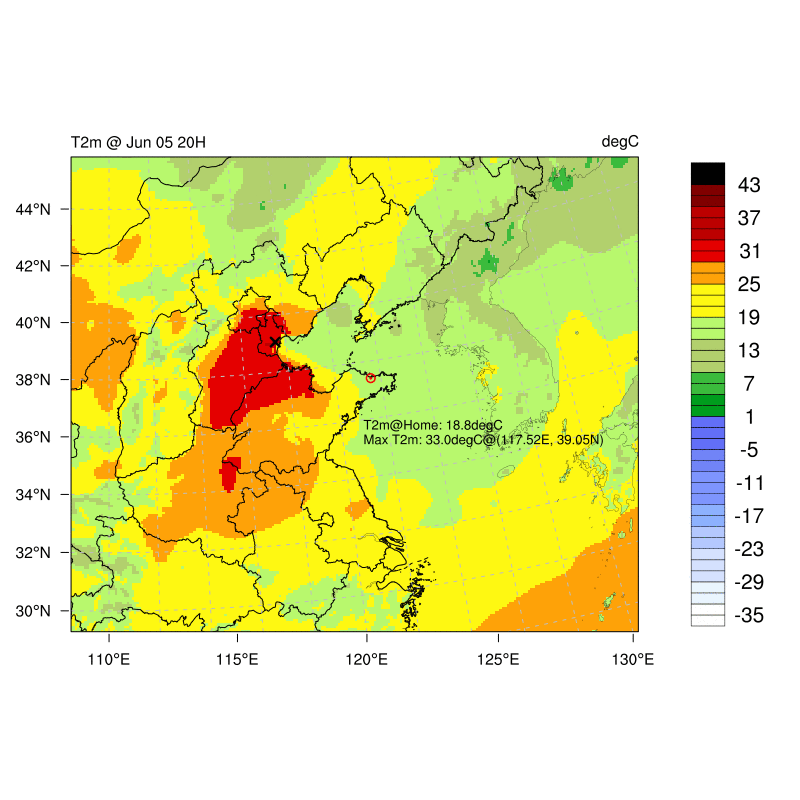 T2m @ Jun 05 20H
degC
44°N
42°N
40°N
38°N
36°N
34°N
32°N
30°N
110°E
115°E
120°E
125°E
130°E
T2m@Home: 18.8degC
Max T2m: 33.0degC@(117.52E, 39.05N)
43
37
31
25
19
13
7
1
-5
-11
-17
-23
-29
-35